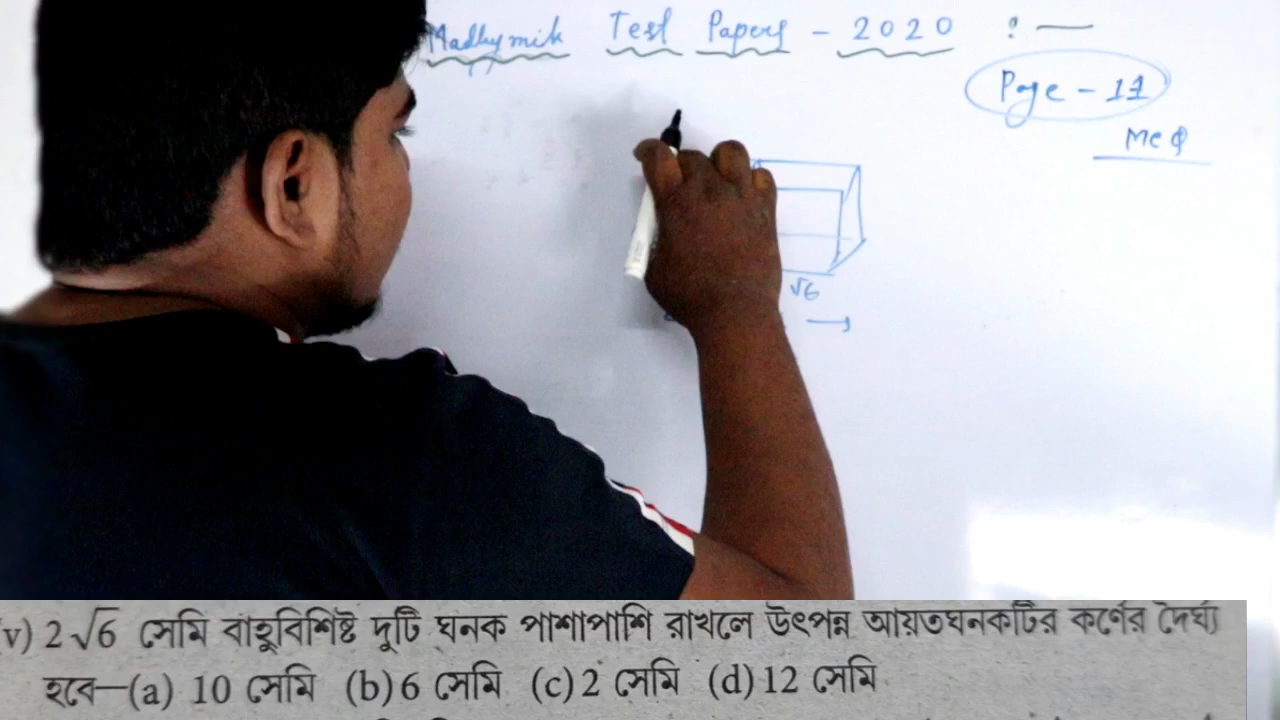 Madhymik Test Papers - 2020 : —
Page - 11
MCQ
√6
v) 2√6 সেমি বাহুবিশিষ্ট দুটি ঘনক পাশাপাশি রাখলে উৎপন্ন আয়তঘনকটির কর্ণের দৈর্ঘ্য
হবে—(a) 10 সেমি (b) 6 সেমি (c) 2 সেমি (d) 12 সেমি